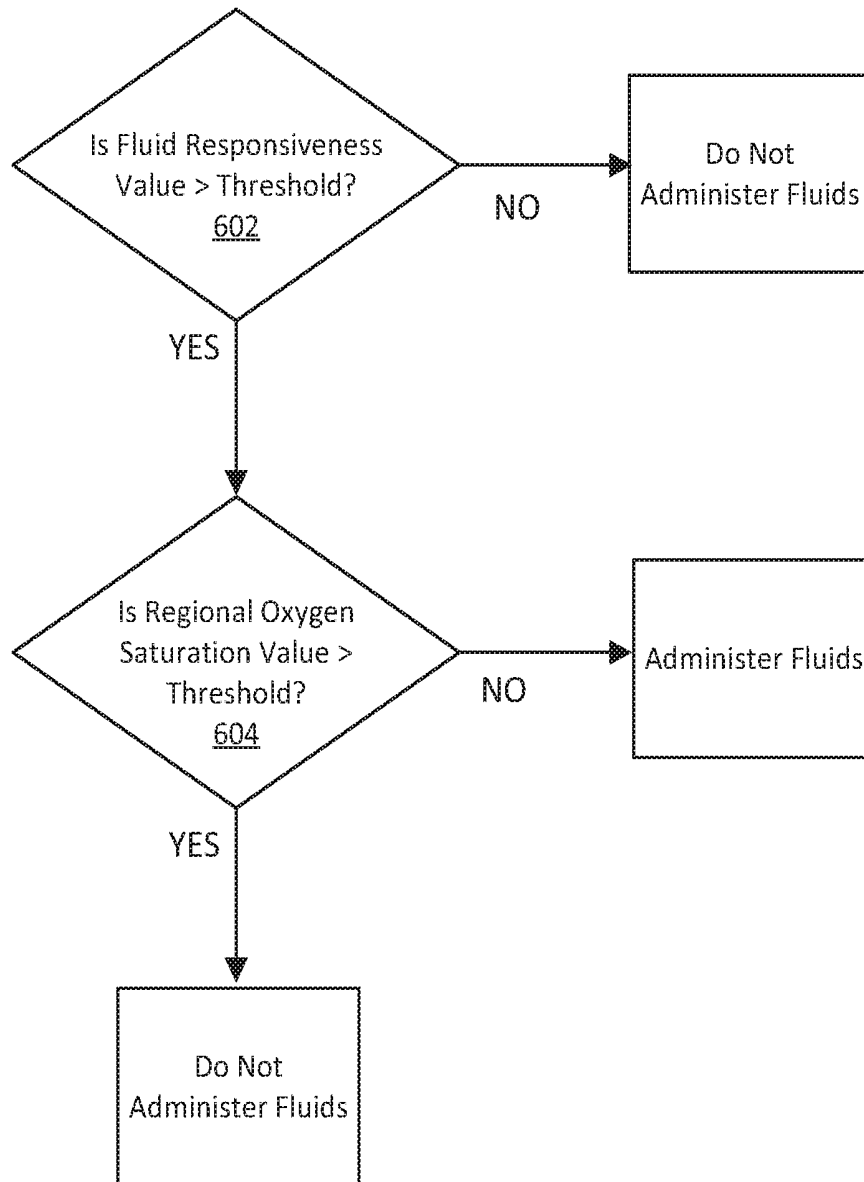 Is Fluid Responsiveness
Value > Threshold?
602
Do Not
Administer Fluids
NO
YES
Is Regional Oxygen
Saturation Value >
Threshold?
604
Administer Fluids
NO
YES
Do Not
Administer Fluids